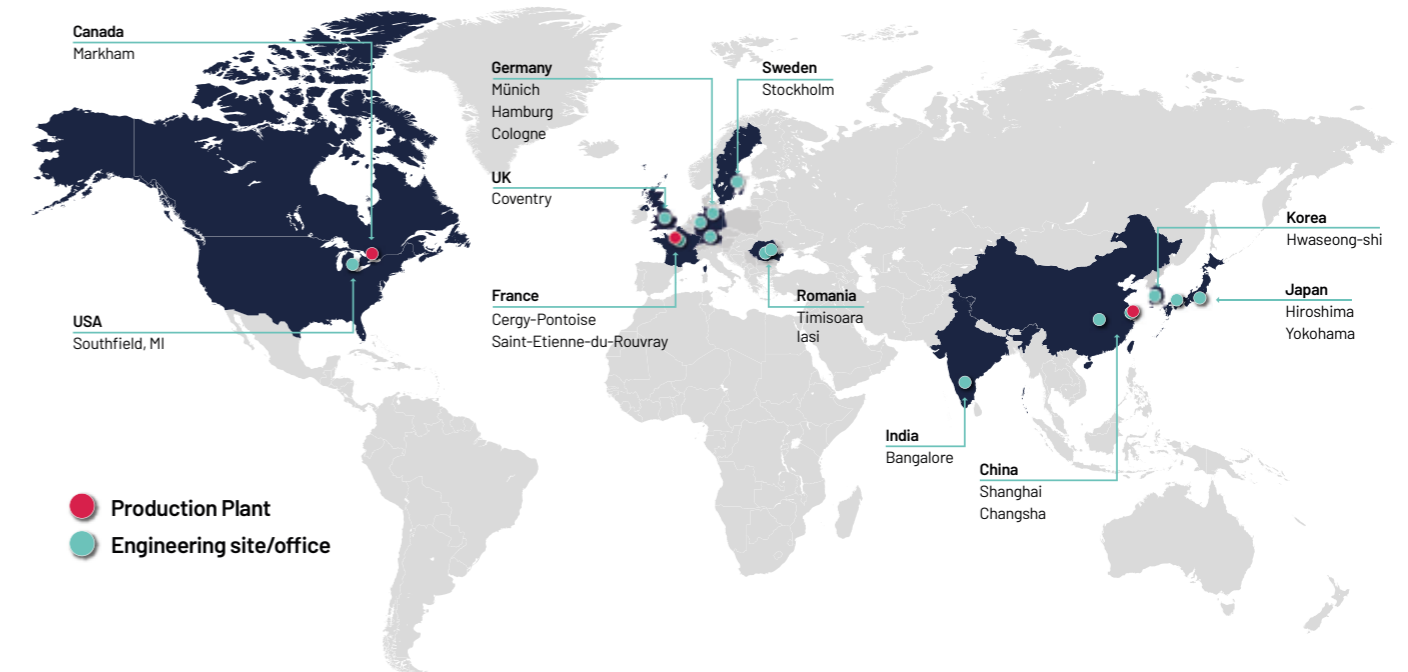 Canada
Markham
USA
Southfield, MI
Germany
Münich
Hamburg
Cologne
UK
Coventry
France
Cergy-Pontoise
Saint-Etienne-du-Rouvray
Sweden
Stockholm
Romania
Timisoara
Iasi
India
Bangalore
China
Shanghai
Changsha
Korea
Hwaseong-shi
Japan
Hiroshima
Yokohama
Production Plant
Engineering site/office